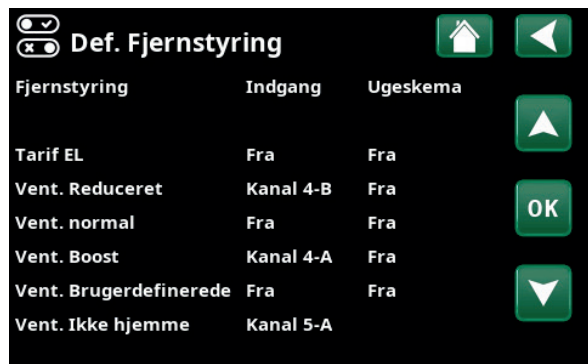 Def. Fjernstyring
Fjernstyring Indgang Ugeskema
Tarif EL Fra Fra
Vent. Reduceret Kanal 4-B Fra
Vent. normal Fra Fra
Vent. Boost Kanal 4-A Fra
Vent. Brugerdefinerede Fra Fra
Vent. Ikke hjemme Kanal 5-A
OK